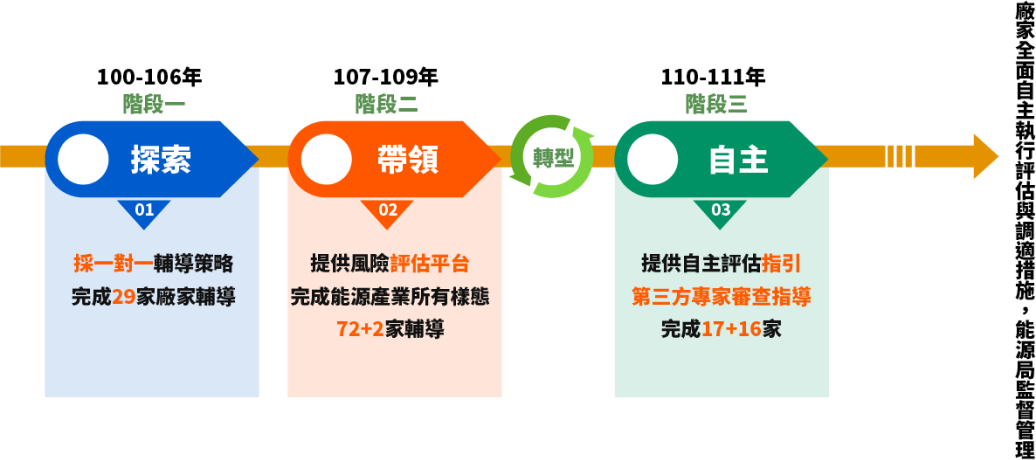 100-106年
階段一
探索
01
採一對一輔導策略
完成29家廠家輔導
107-109年
階段二
帶領
02
提供風險評估平台
完成能源產業所有樣態
72+2家輔導
轉型
110-111年
階段三
自主
03
提供自主評估指引
第三方專家審查指導
完成17+16家
廠家全面自主執行評估與調適措施，能源局監督管理